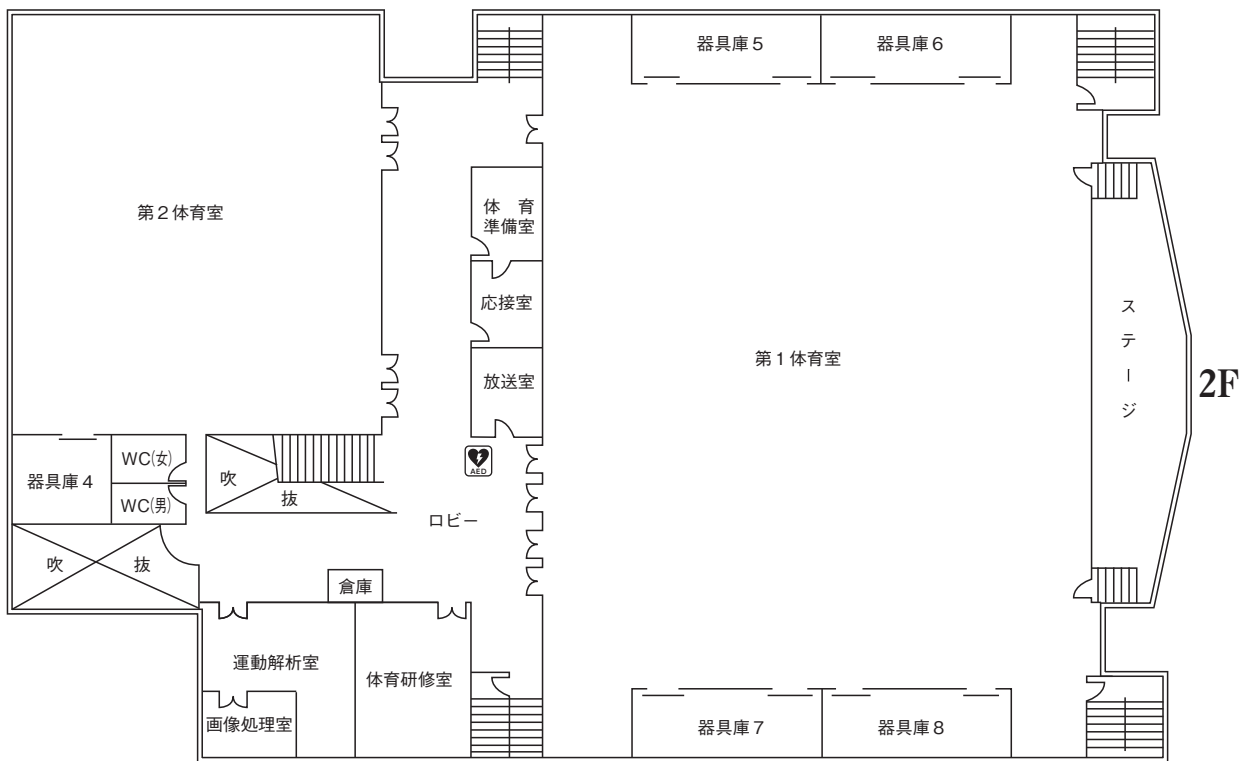 器具庫5
器具庫6
第2体育室
体 育
準備室
応接室
放送室
第1体育室
ステージ
2F
器具庫4
WC(女)
WC(男)
吹
抜
AED
ロビー
吹
抜
倉庫
運動解析室
体育研修室
画像処理室
器具庫7
器具庫8